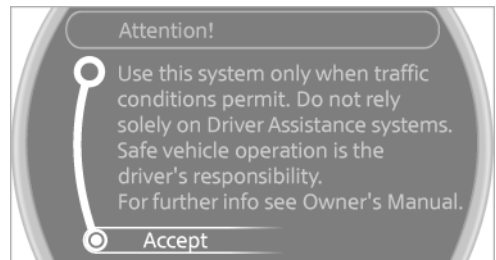 Attention!
Use this system only when traffic
conditions permit. Do not rely
solely on Driver Assistance systems.
Safe vehicle operation is the
driver's responsibility.
For further info see Owner's Manual.
Accept